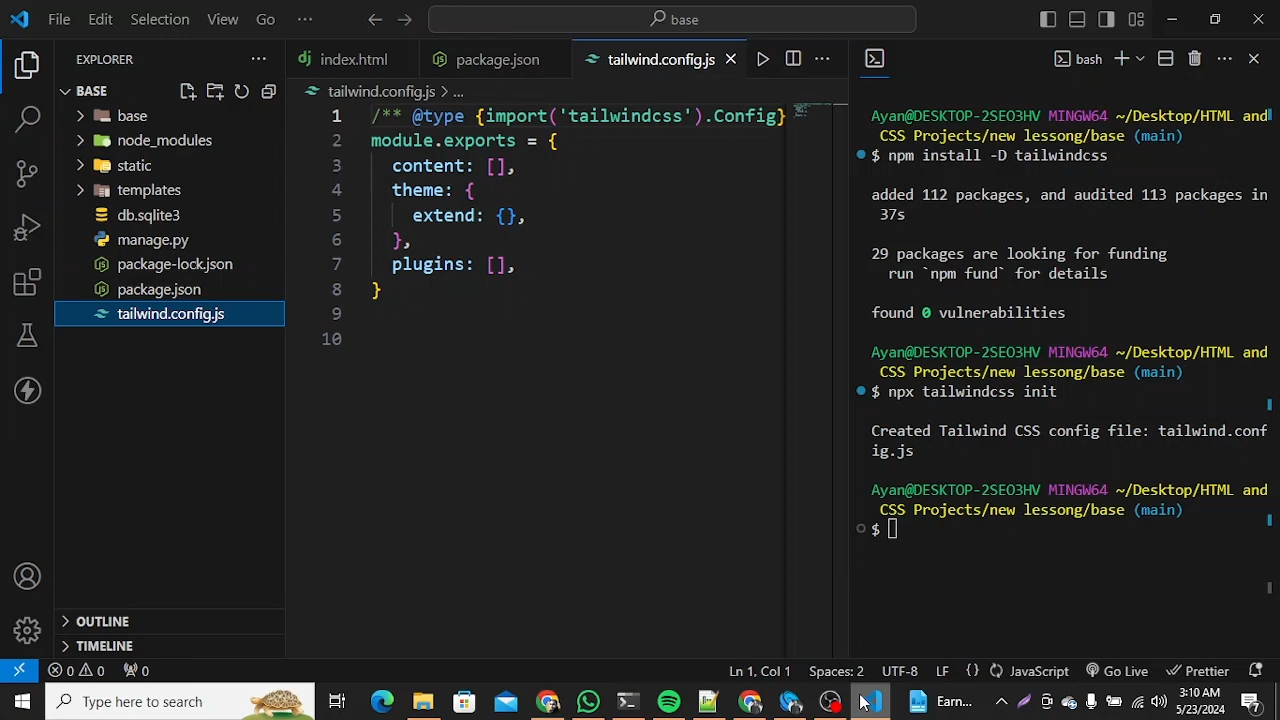 File Edit Selection View Go ··· base
EXPLORER
BASE
base
node_modules
static
templates
db.sqlite3
manage.py
package-lock.json
package.json
tailwind.config.js
OUTLINE
TIMELINE
index.html package.json tailwind.config.js
tailwind.config.js > ...
1 /** @type {import('tailwindcss').Config}
2 module.exports = {
3 content: [],
4 theme: {
5 extend: {},
6 },
7 plugins: [],
8 }
9
10
bash
Ayan@DESKTOP-2SEO3HV MINGW64 ~/Desktop/HTML and
CSS Projects/new lessong/base (main)
$ npm install -D tailwindcss
added 112 packages, and audited 113 packages in
37s
29 packages are looking for funding
run `npm fund` for details
found 0 vulnerabilities
Ayan@DESKTOP-2SEO3HV MINGW64 ~/Desktop/HTML and
CSS Projects/new lessong/base (main)
$ npx tailwindcss init
Created Tailwind CSS config file: tailwind.conf
ig.js
Ayan@DESKTOP-2SEO3HV MINGW64 ~/Desktop/HTML and
CSS Projects/new lessong/base (main)
$
0 0 0 Ln 1, Col 1 Spaces: 2 UTF-8 LF {} JavaScript Go Live Prettier
Type here to search Earn... 3:10 AM
5/23/2024 7